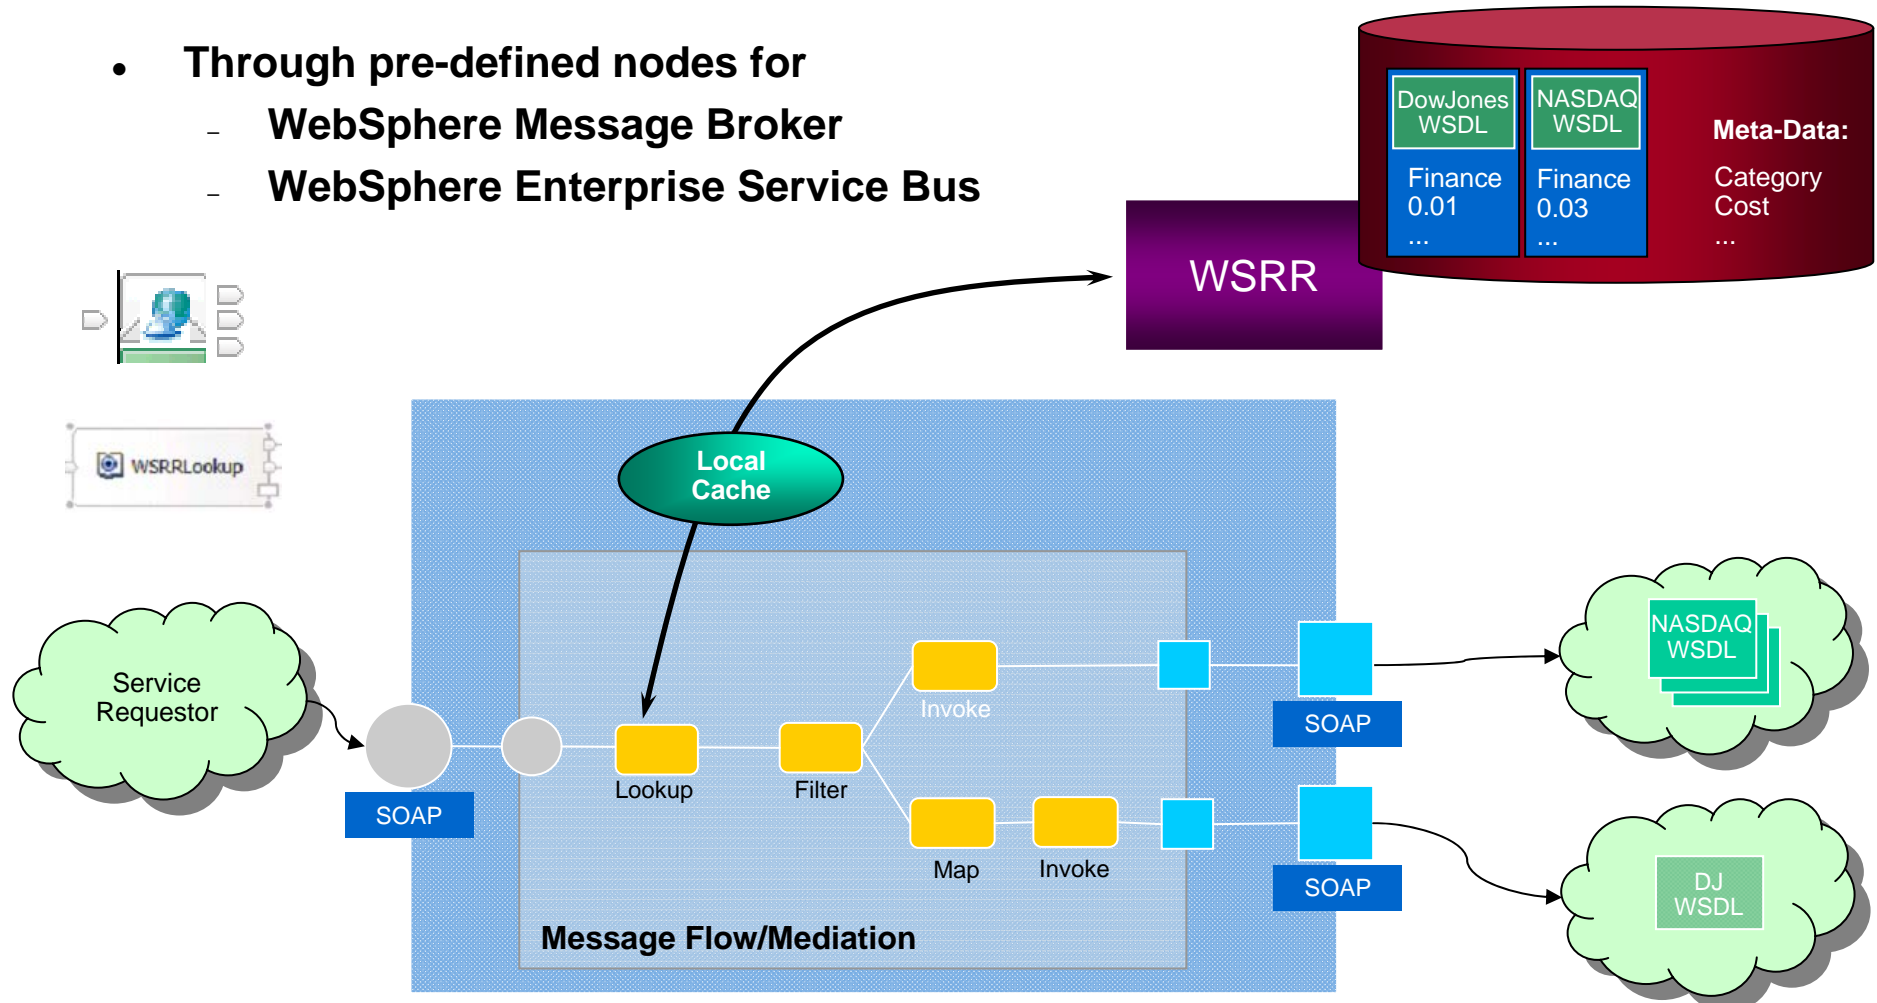 • Through pre-defined nodes for
– WebSphere Message Broker
– WebSphere Enterprise Service Bus
DowJones
WSDL
Finance
0.01
...
NASDAQ
WSDL
Finance
0.03
...
Meta-Data:
Category
Cost
...
WSRR
WSRRLookup
Local
Cache
Service
Requestor
SOAP
Lookup
Filter
Invoke
Map
Invoke
SOAP
SOAP
NASDAQ
WSDL
DJ
WSDL
Message Flow/Mediation